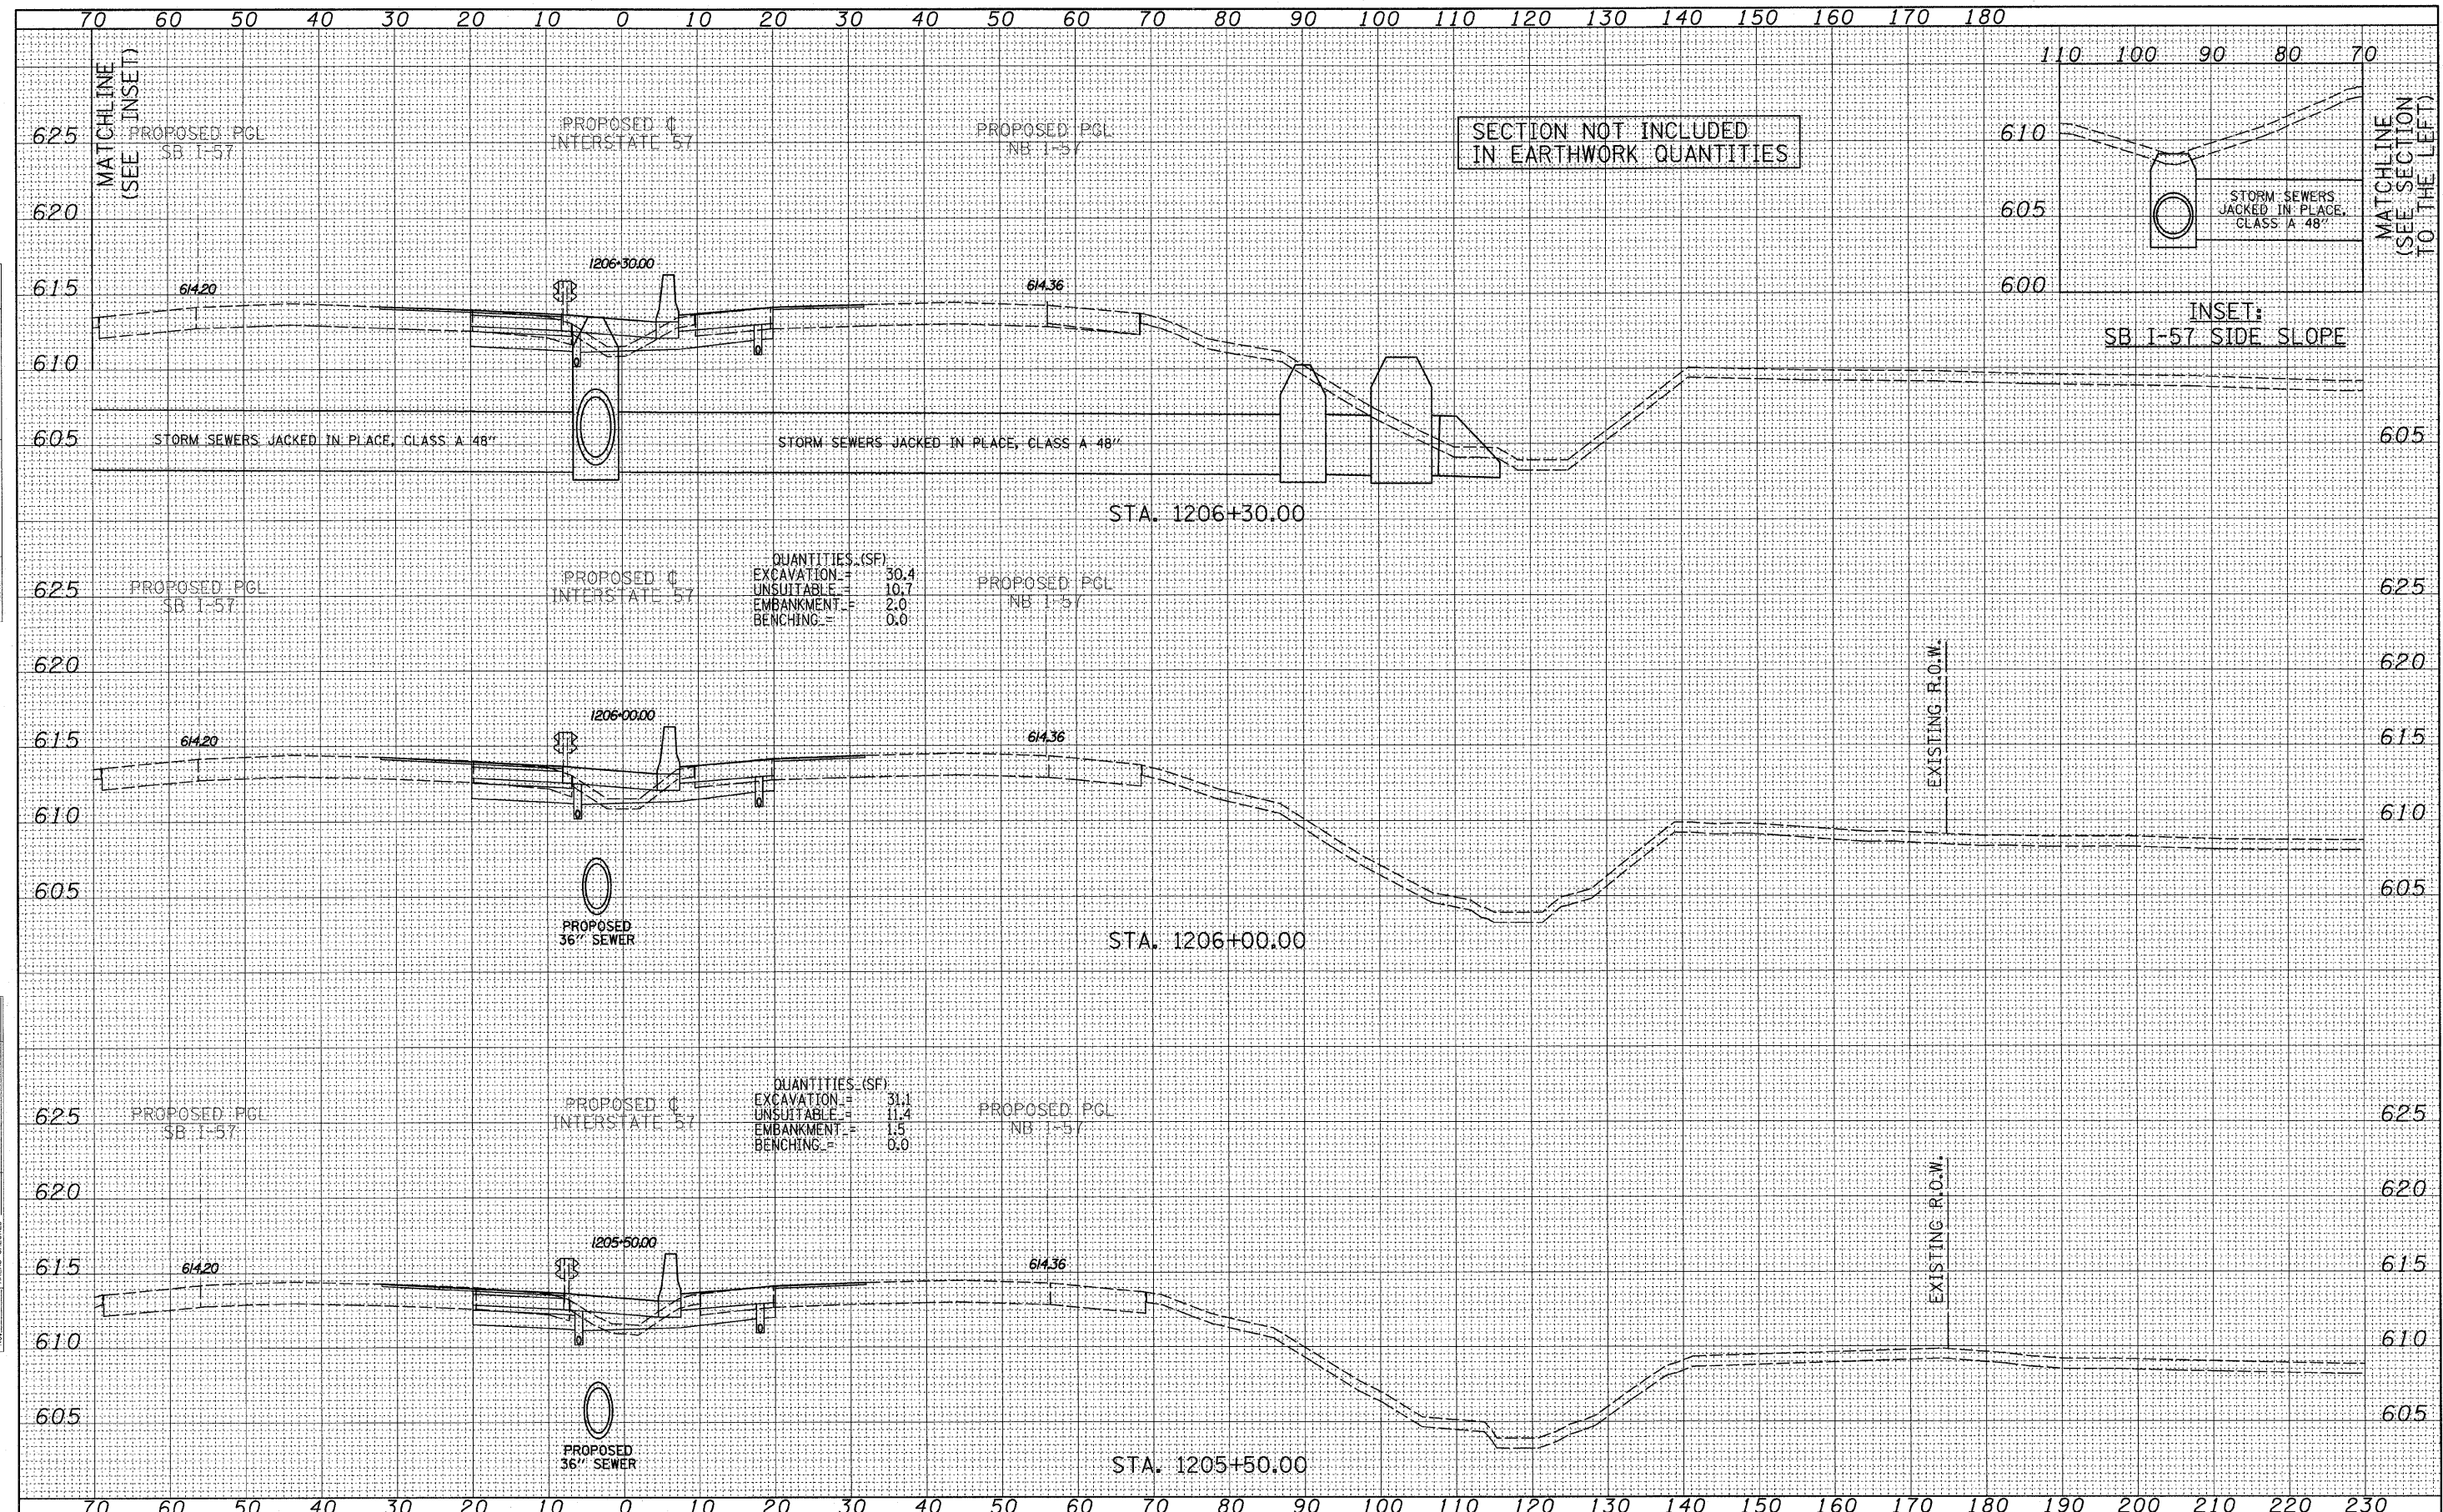 70 60 50 40 30 20 10 0 10 20 30 40 50 60 70 80 90 100 110 120 130 140 150 160 170 180
110 100 90 80 70
MATCHLINE
(SEE INSET)
625
PROPOSED PGL
SB I-57
PROPOSED ℄
INTERSTATE 57
PROPOSED PGL
NB I-57
SECTION NOT INCLUDED
IN EARTHWORK QUANTITIES
610
605
600
STORM SEWERS
JACKED IN PLACE,
CLASS A 48"
MATCHLINE
(SEE SECTION
TO THE LEFT)
INSET:
SB I-57 SIDE SLOPE
620
615
614.20
1206+30.00
614.36
610
605
STORM SEWERS JACKED IN PLACE, CLASS A 48"
STORM SEWERS JACKED IN PLACE, CLASS A 48"
605
STA. 1206+30.00
QUANTITIES (SF)
EXCAVATION = 30.4
UNSUITABLE = 10.7
EMBANKMENT = 2.0
BENCHING = 0.0
625
PROPOSED PGL
SB I-57
PROPOSED ℄
INTERSTATE 57
PROPOSED PGL
NB I-57
625
620
EXISTING R.O.W.
620
615
614.20
1206+00.00
614.36
615
610
610
605
605
PROPOSED
36" SEWER
STA. 1206+00.00
QUANTITIES (SF)
EXCAVATION = 31.1
UNSUITABLE = 11.4
EMBANKMENT = 1.5
BENCHING = 0.0
625
PROPOSED PGL
SB I-57
PROPOSED ℄
INTERSTATE 57
PROPOSED PGL
NB I-57
625
620
EXISTING R.O.W.
620
615
614.20
1205+50.00
614.36
615
610
610
605
605
PROPOSED
36" SEWER
STA. 1205+50.00
70 60 50 40 30 20 10 0 10 20 30 40 50 60 70 80 90 100 110 120 130 140 150 160 170 180 190 200 210 220 230